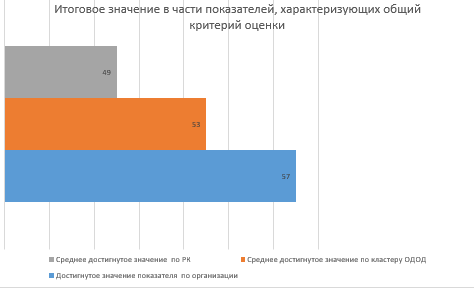 Итоговое значение в части показателей, характеризующих общий
критерий оценки
49
53
57
Среднее достигнутое значение по РК
Среднее достигнутое значение по кластеру ОДОД
Достигнутое значение показателя по организации